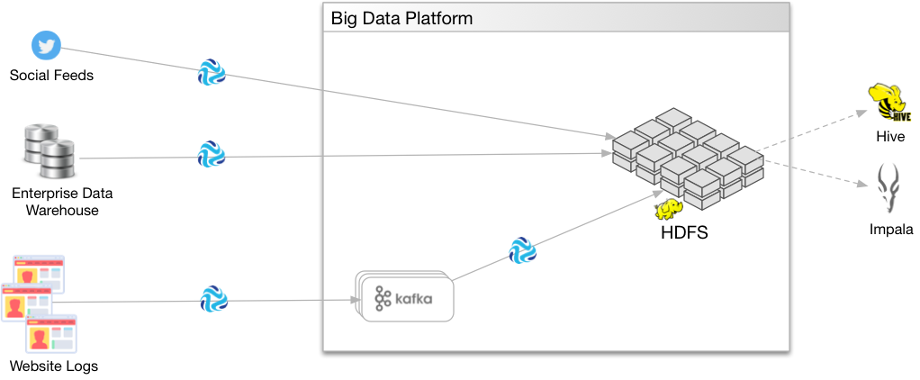 Big Data Platform
Social Feeds
Enterprise Data
Warehouse
Website Logs
kafka
HDFS
HIVE
Hive
Impala